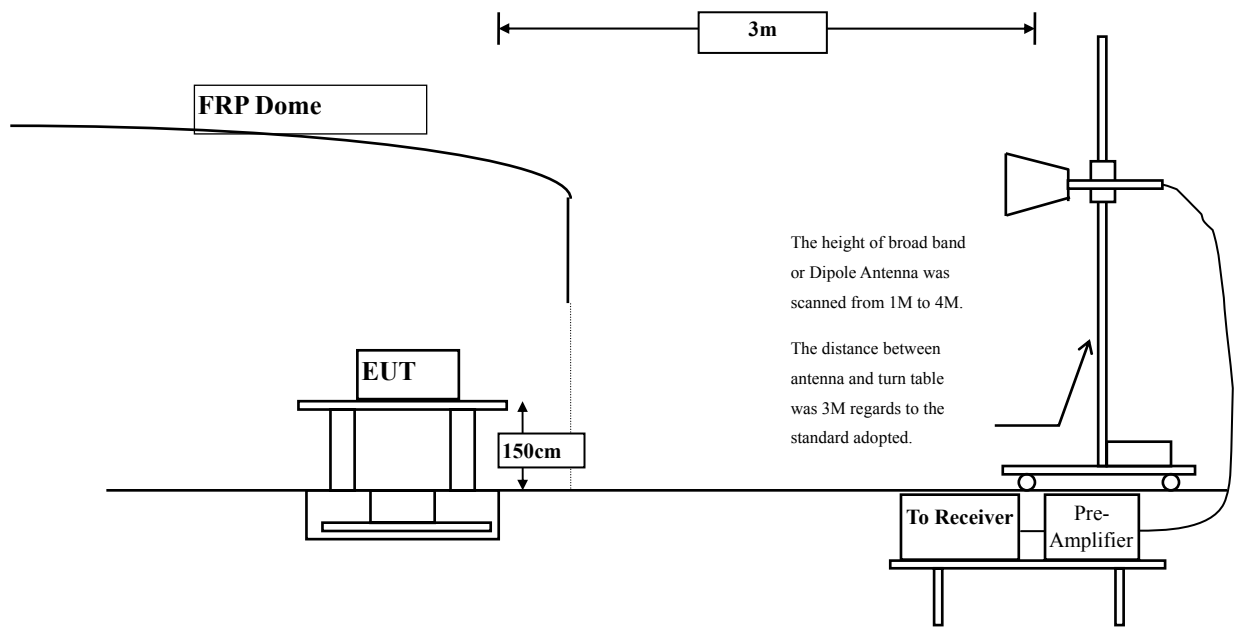 3m
FRP Dome
The height of broad band
or Dipole Antenna was
scanned from 1M to 4M.
The distance between
antenna and turn table
was 3M regards to the
standard adopted.
EUT
150cm
To Receiver
Pre-
Amplifier